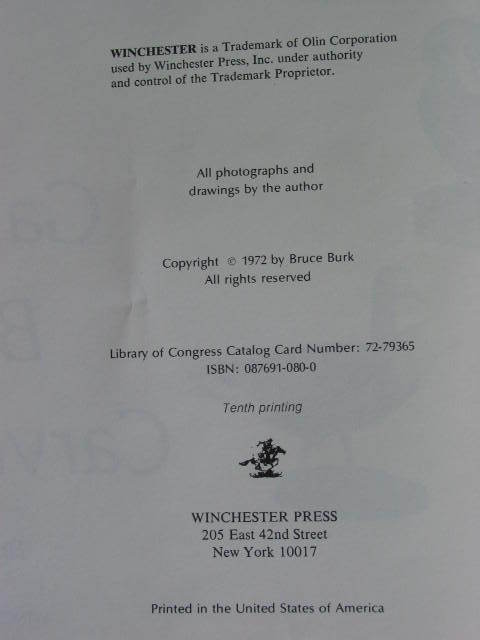 WINCHESTER is a Trademark of Olin Corporation
used by Winchester Press, Inc. under authority
and control of the Trademark Proprietor.
All photographs and
drawings by the author
Copyright © 1972 by Bruce Burk
All rights reserved
Library of Congress Catalog Card Number: 72-79365
ISBN: 087691-080-0
Tenth printing
WINCHESTER PRESS
205 East 42nd Street
New York 10017
Printed in the United States of America